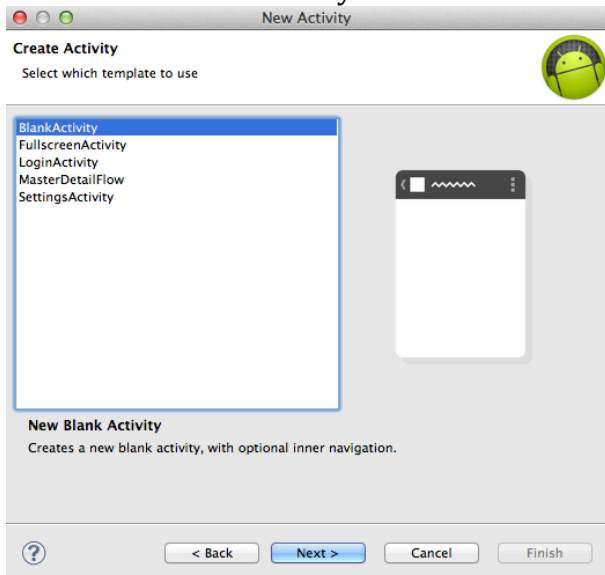 New Activity
Create Activity
Select which template to use
BlankActivity
FullscreenActivity
LoginActivity
MasterDetailFlow
SettingsActivity
New Blank Activity
Creates a new blank activity, with optional inner navigation.
? < Back Next > Cancel Finish